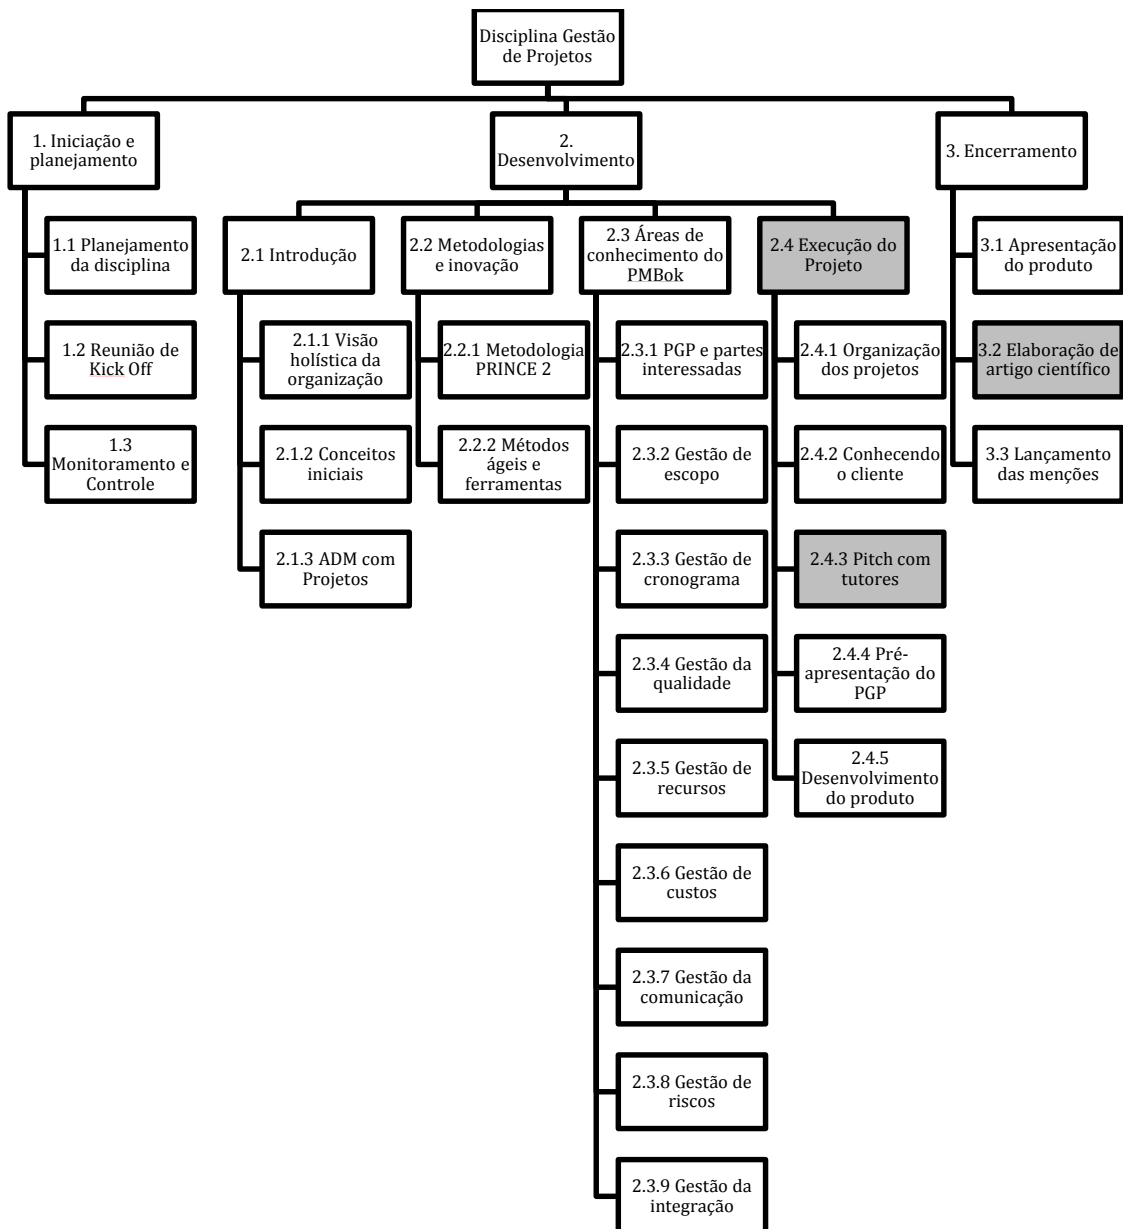 Disciplina Gestão
de Projetos
1. Iniciação e
planejamento
2.
Desenvolvimento
3. Encerramento
1.1 Planejamento
da disciplina
1.2 Reunião de
Kick Off
1.3
Monitoramento e
Controle
2.1 Introdução
2.1.1 Visão
holística da
organização
2.1.2 Conceitos
iniciais
2.1.3 ADM com
Projetos
2.2 Metodologias
e inovação
2.2.1 Metodologia
PRINCE 2
2.2.2 Métodos
ágeis e
ferramentas
2.3 Áreas de
conhecimento do
PMBok
2.3.1 PGP e partes
interessadas
2.3.2 Gestão de
escopo
2.3.3 Gestão de
cronograma
2.3.4 Gestão da
qualidade
2.3.5 Gestão de
recursos
2.3.6 Gestão de
custos
2.3.7 Gestão da
comunicação
2.3.8 Gestão de
riscos
2.3.9 Gestão da
integração
2.4 Execução do
Projeto
2.4.1 Organização
dos projetos
2.4.2 Conhecendo
o cliente
2.4.3 Pitch com
tutores
2.4.4 Pré-
apresentação do
PGP
2.4.5
Desenvolvimento
do produto
3.1 Apresentação
do produto
3.2 Elaboração de
artigo científico
3.3 Lançamento
das menções